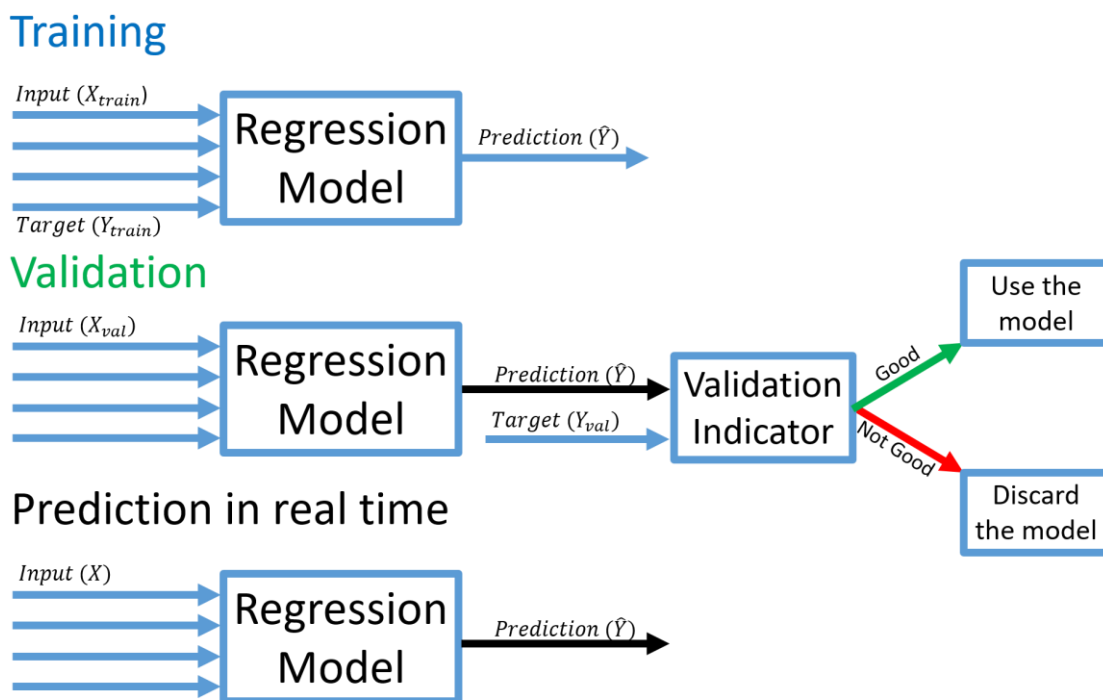 Training
Input (X_train)
Regression
Model
Prediction (Ŷ)
Target (Y_train)
Validation
Input (X_val)
Regression
Model
Prediction (Ŷ)
Target (Y_val)
Validation
Indicator
Good
Not Good
Use the
model
Discard
the model
Prediction in real time
Input (X)
Regression
Model
Prediction (Ŷ)